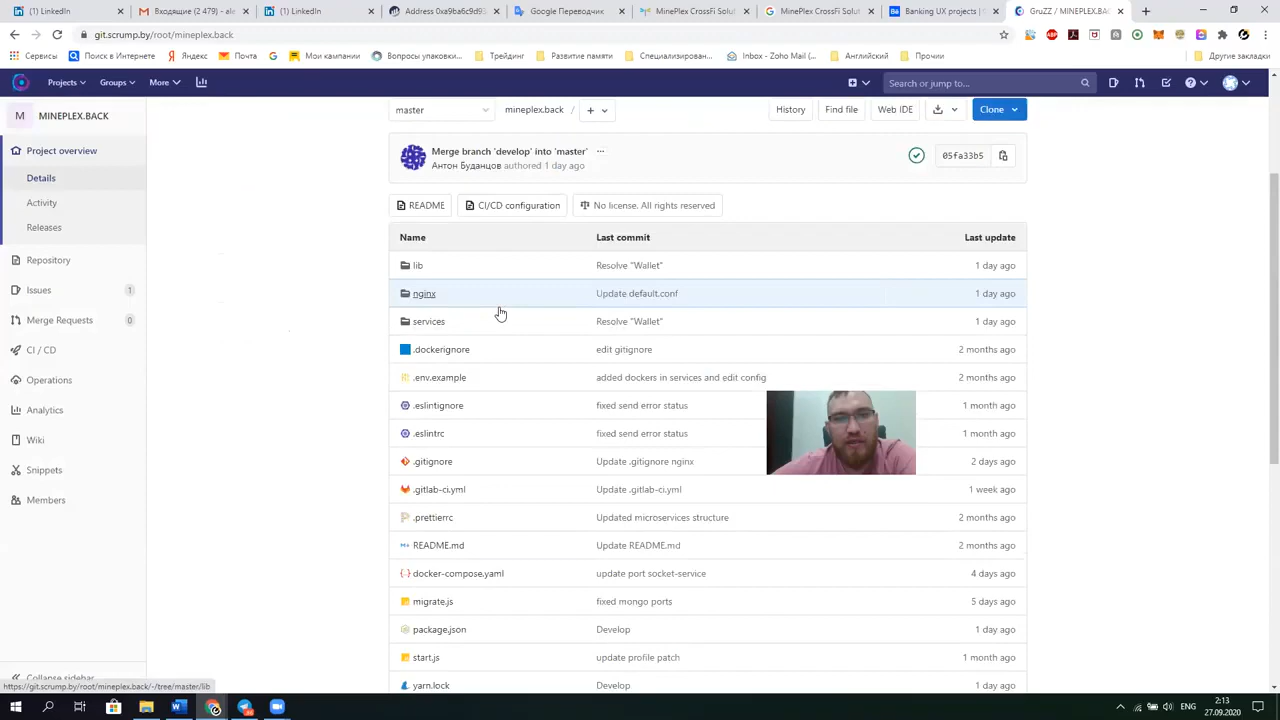 LinkedIn
Входящие (2 479) - ale
LinkedIn
Address 0xa9ba6c9d93
Google Переводчик
MinePlex CrossFi Solut
MinePlex CrossFi Solut
Banking UX projects | C
GruZZ / MINEPLEX.BAC
git.scrump.by/root/mineplex.back
Сервисы
Поиск в Интернете
Яндекс
Почта
Мои кампании
Вопросы упаковки...
Трейдинг
Развитие памяти
Специализирован...
Inbox - Zoho Mail (...
Английский
Прочии
Другие закладки
Projects
Groups
More
Search or jump to...
M
MINEPLEX.BACK
master
mineplex.back /
History
Find file
Web IDE
Clone
Project overview
Details
Activity
Releases
Repository
Issues
1
Merge Requests
0
CI / CD
Operations
Analytics
Wiki
Snippets
Members
Collapse sidebar
Merge branch 'develop' into 'master'
Антон Буданцов authored 1 day ago
05fa33b5
README
CI/CD configuration
No license. All rights reserved
Name Last commit Last update
lib Resolve "Wallet" 1 day ago
nginx Update default.conf 1 day ago
services Resolve "Wallet" 1 day ago
.dockerignore edit gitignore 2 months ago
.env.example added dockers in services and edit config 2 months ago
.eslintignore fixed send error status 1 month ago
.eslintrc fixed send error status 1 month ago
.gitignore Update .gitignore nginx 2 days ago
.gitlab-ci.yml Update .gitlab-ci.yml 1 week ago
.prettierrc Updated microservices structure 2 months ago
README.md Update README.md 2 months ago
docker-compose.yaml update port socket-service 4 days ago
migrate.js fixed mongo ports 5 days ago
package.json Develop 1 day ago
start.js update profile patch 1 month ago
yarn.lock Develop 1 day ago
https://git.scrump.by/root/mineplex.back/-/tree/master/lib
ENG
2:13
27.09.2020